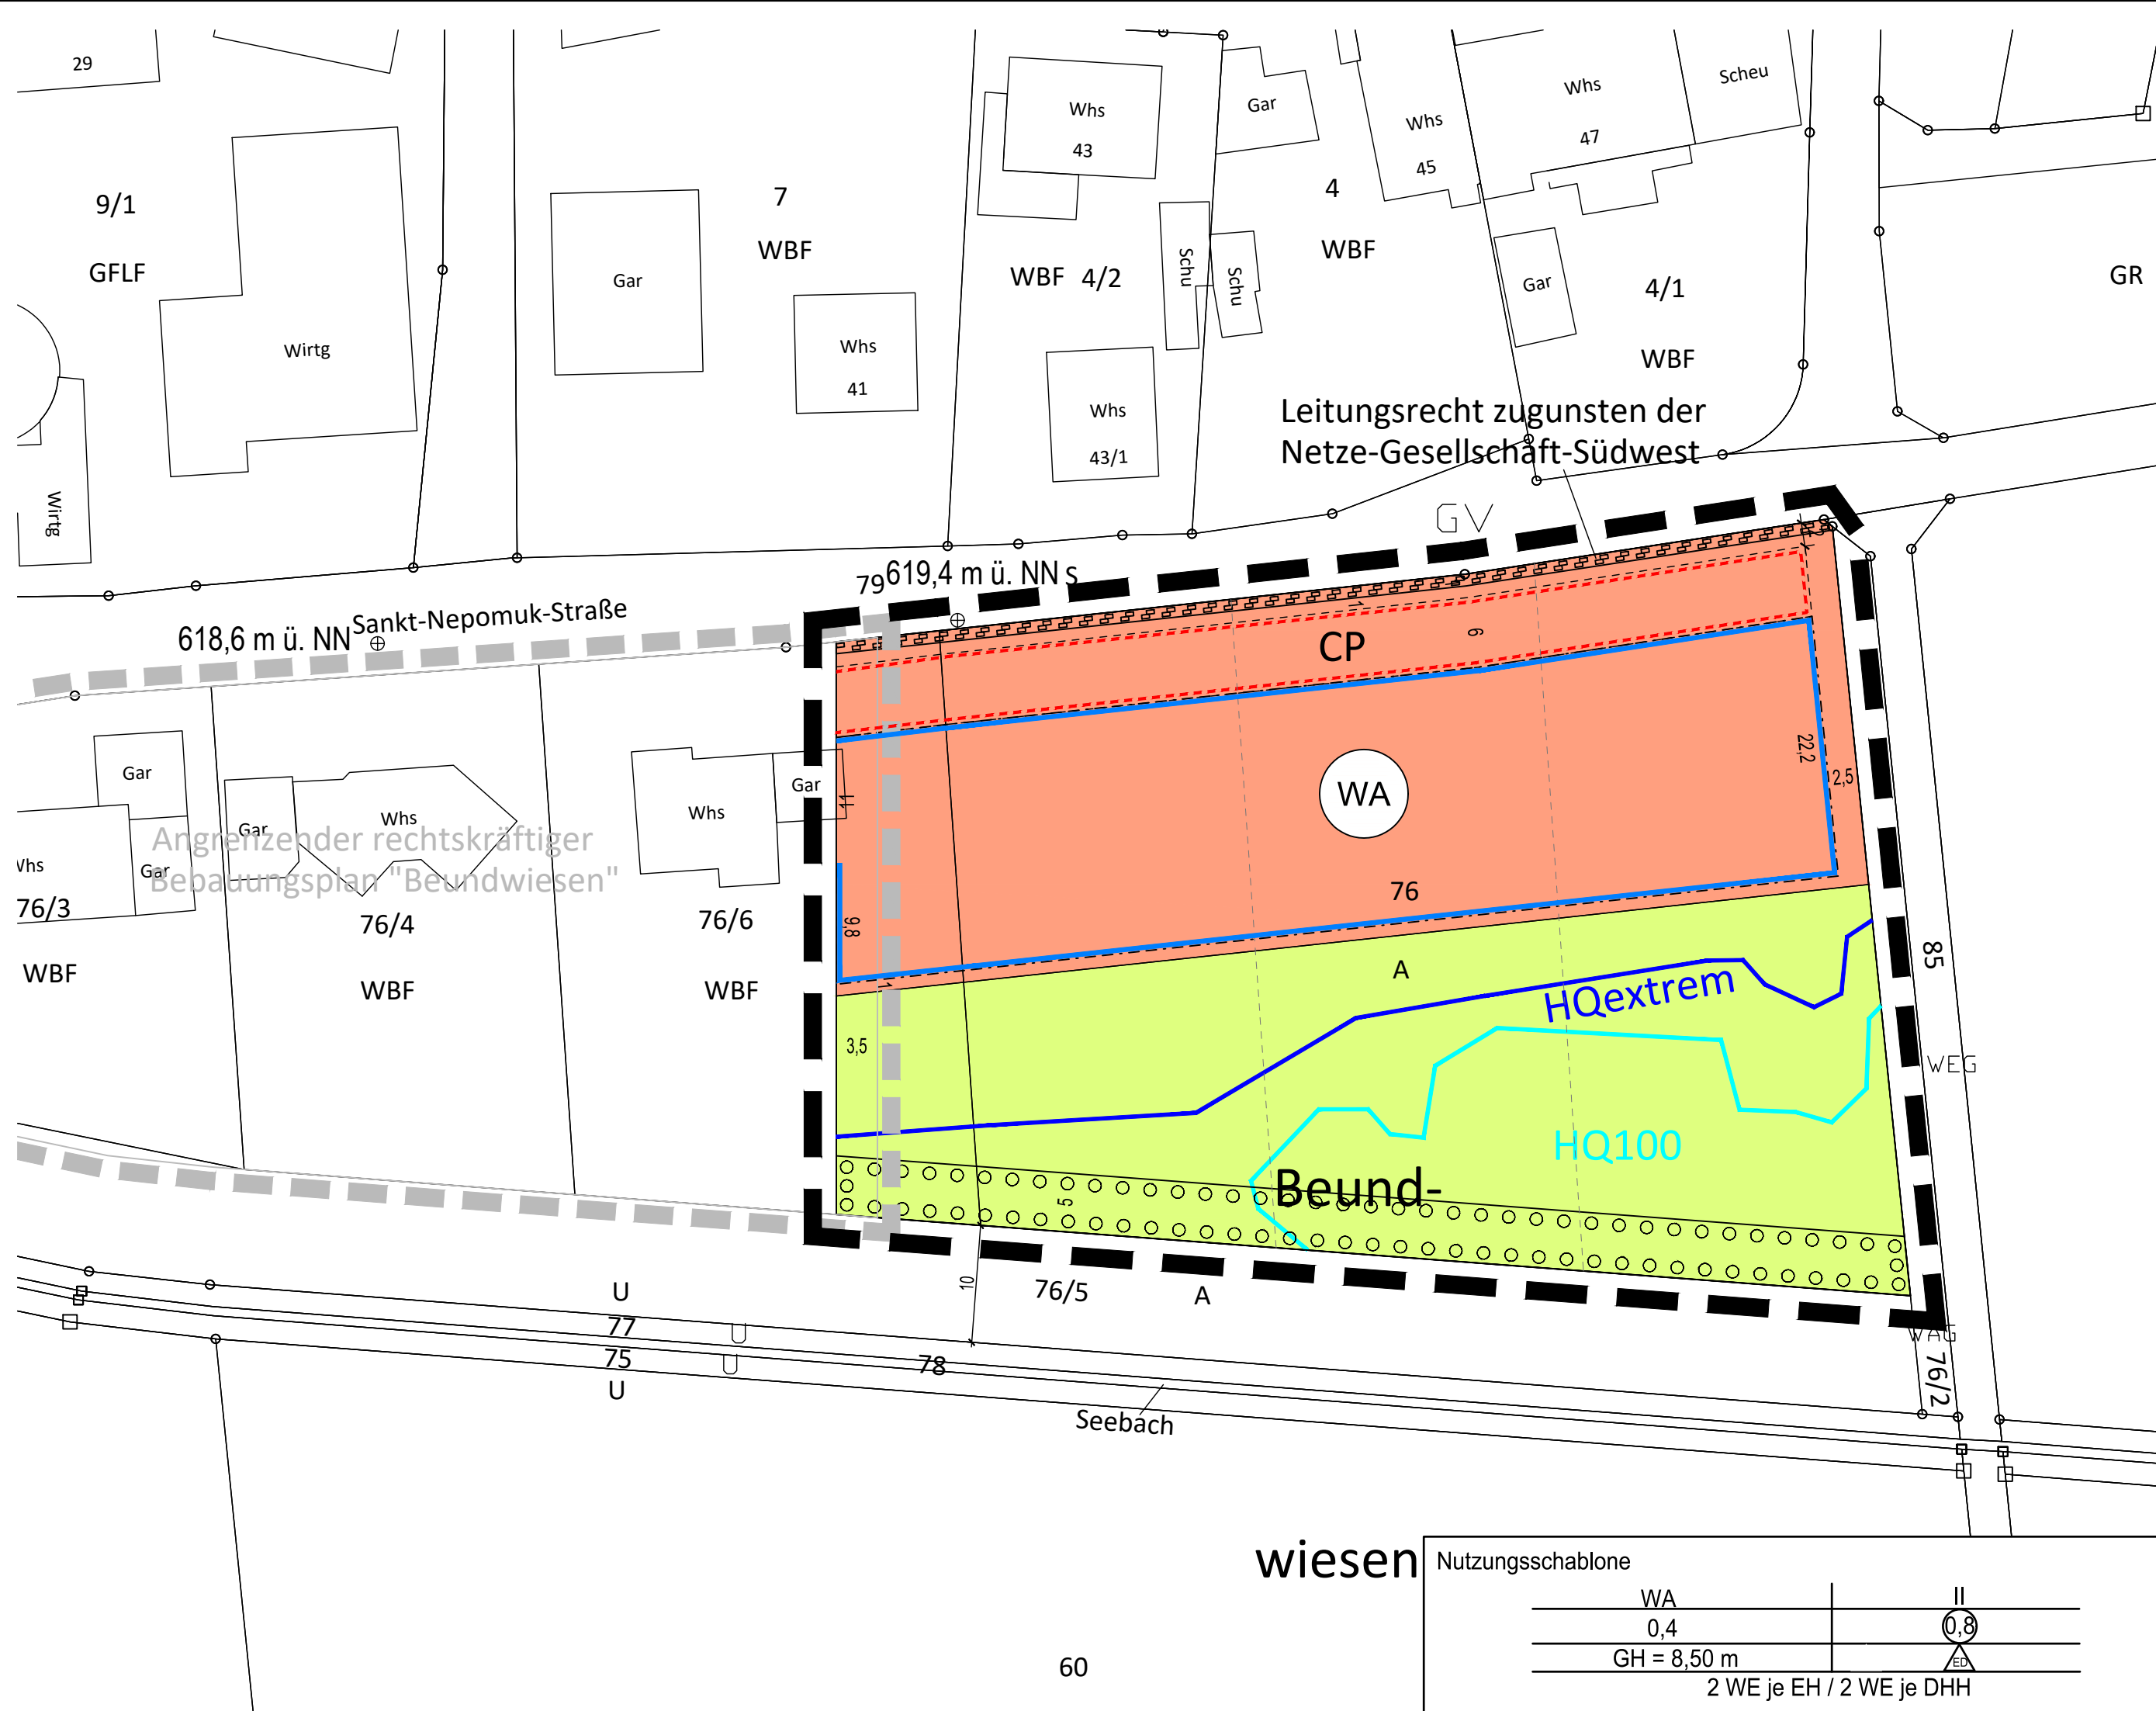 29
Whs
43
Gar
Whs
45
Whs
47
Scheu
9/1
GFLF
Wirtg
Wirtg
Gar
7
WBF
Whs
41
WBF 4/2
Schu
Schu
Whs
43/1
4
WBF
Gar
4/1
WBF
GR
Leitungsrecht zugunsten der
Netze-Gesellschaft-Südwest
GV
79
619,4 m ü. NN s
Sankt-Nepomuk-Straße
618,6 m ü. NN
CP
1
6
WA
22,2
2,5
76
11
9,8
1
3,5
Gar
Gar
Whs
Gar
Whs
Gar
Whs
Angrenzender rechtskräftiger
Bebauungsplan "Beundwiesen"
76/3
WBF
76/4
WBF
76/6
WBF
A
HQextrem
HQ100
85
WEG
Beund-
5
10
76/5
A
U
77
U
75
U
U
78
Seebach
WAG
76/2
wiesen
60
Nutzungsschablone
WA II
0,4 0,8
GH = 8,50 m ED
2 WE je EH / 2 WE je DHH